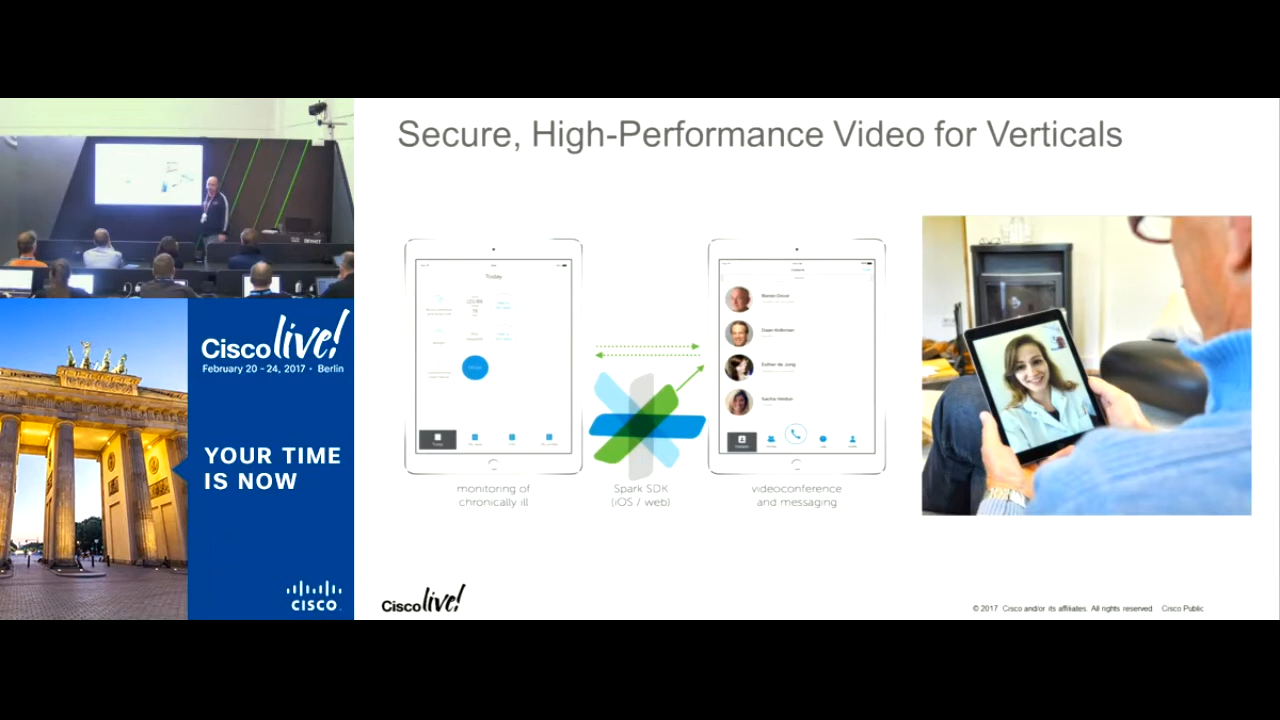 Secure, High-Performance Video for Verticals
Today
monitoring of
chronically ill
Spark SDK
(iOS / web)
videoconference
and messaging
Cisco live!
February 20 - 24, 2017 • Berlin
YOUR TIME
IS NOW
CISCO
Cisco live!
© 2017 Cisco and/or its affiliates. All rights reserved. Cisco Public